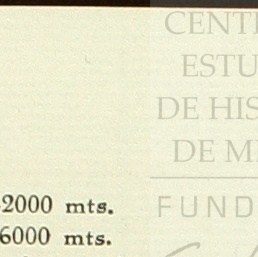 CENT
ESTU
DE HIS
DE M
2000 mts.
FUND
6000 mts.